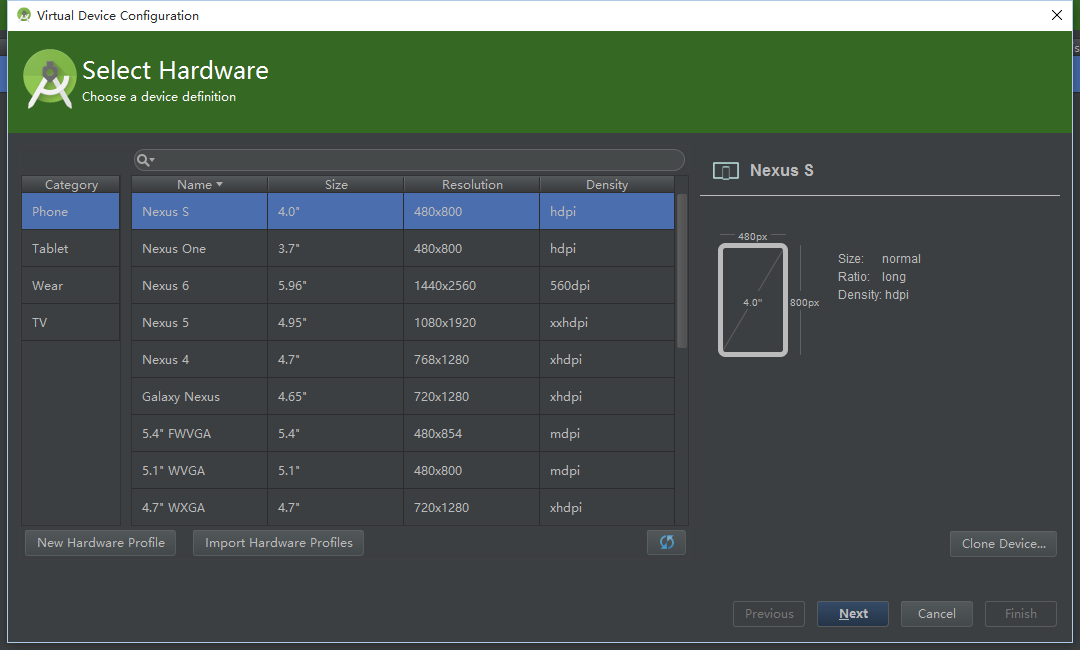 Virtual Device Configuration
Select Hardware
Choose a device definition
Category
Phone
Tablet
Wear
TV
Name Size Resolution Density
Nexus S 4.0" 480x800 hdpi
Nexus One 3.7" 480x800 hdpi
Nexus 6 5.96" 1440x2560 560dpi
Nexus 5 4.95" 1080x1920 xxhdpi
Nexus 4 4.7" 768x1280 xhdpi
Galaxy Nexus 4.65" 720x1280 xhdpi
5.4" FWVGA 5.4" 480x854 mdpi
5.1" WVGA 5.1" 480x800 mdpi
4.7" WXGA 4.7" 720x1280 xhdpi
Nexus S
480px
4.0"
800px
Size: normal
Ratio: long
Density: hdpi
New Hardware Profile
Import Hardware Profiles
Clone Device...
Previous
Next
Cancel
Finish